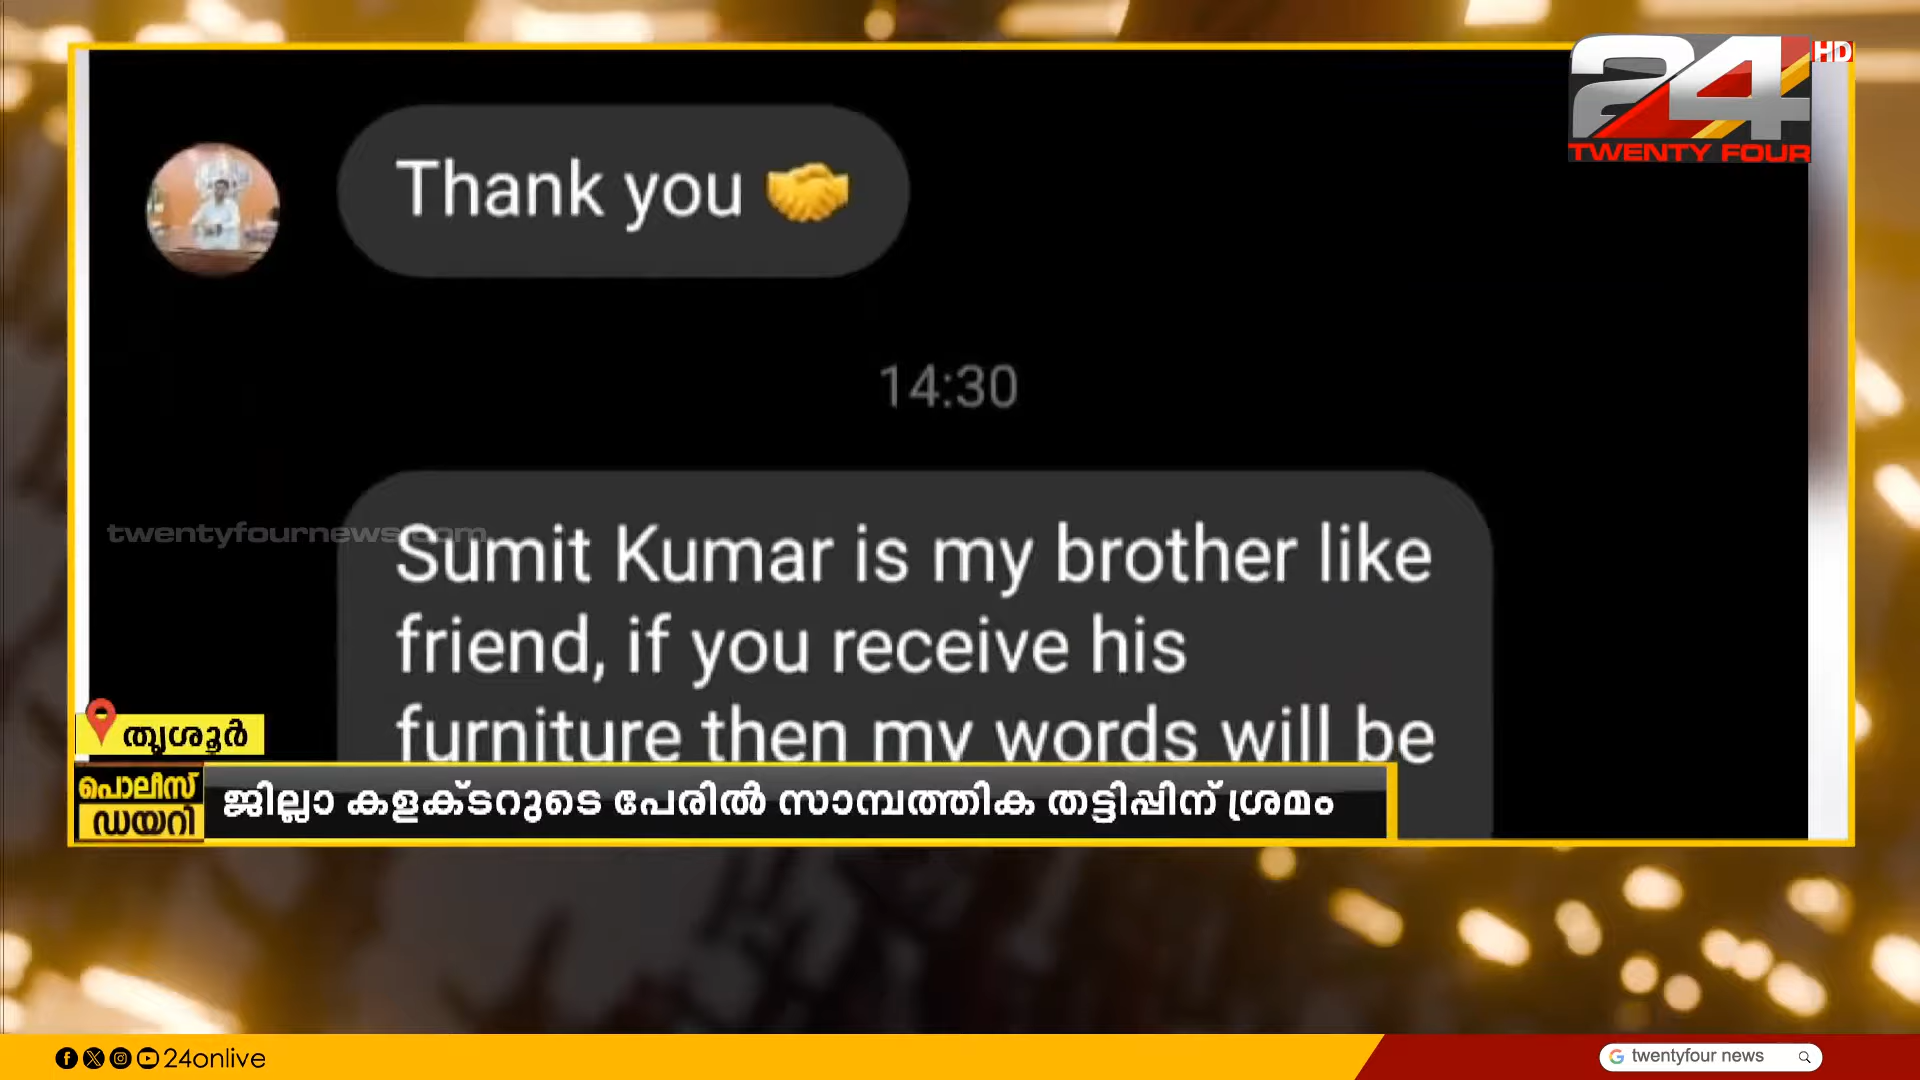 24
HD
TWENTY FOUR
Thank you 🤝
14:30
twentyfournews.com
Sumit Kumar is my brother like
friend, if you receive his
furniture then my words will be
തൃശൂർ
പൊലീസ്
ഡയറി
ജില്ലാ കളക്ടറുടെ പേരിൽ സാമ്പത്തിക തട്ടിപ്പിന് ശ്രമം
24onlive
twentyfour news